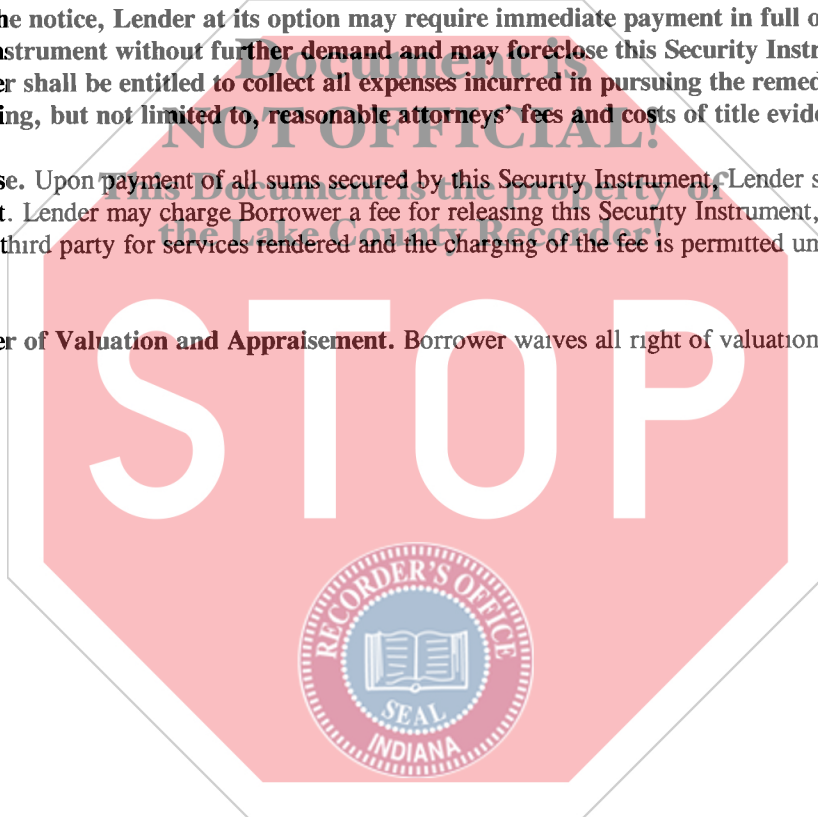 he notice, Lender at its option may require immediate payment in full o
nstrument without further demand and may foreclose this Security Instr
er shall be entitled to collect all expenses incurred in pursuing the remed
ing, but not limited to, reasonable attorneys' fees and costs of title evide
se. Upon payment of all sums secured by this Security Instrument, Lender s
t. Lender may charge Borrower a fee for releasing this Security Instrument,
third party for services rendered and the charging of the fee is permitted un
er of Valuation and Appraisement. Borrower waives all right of valuation
Document is
NOT OFFICIAL!
This Document is the property of
the Lake County Recorder!
STOP
RECORDER'S OFFICE
SEAL
INDIANA